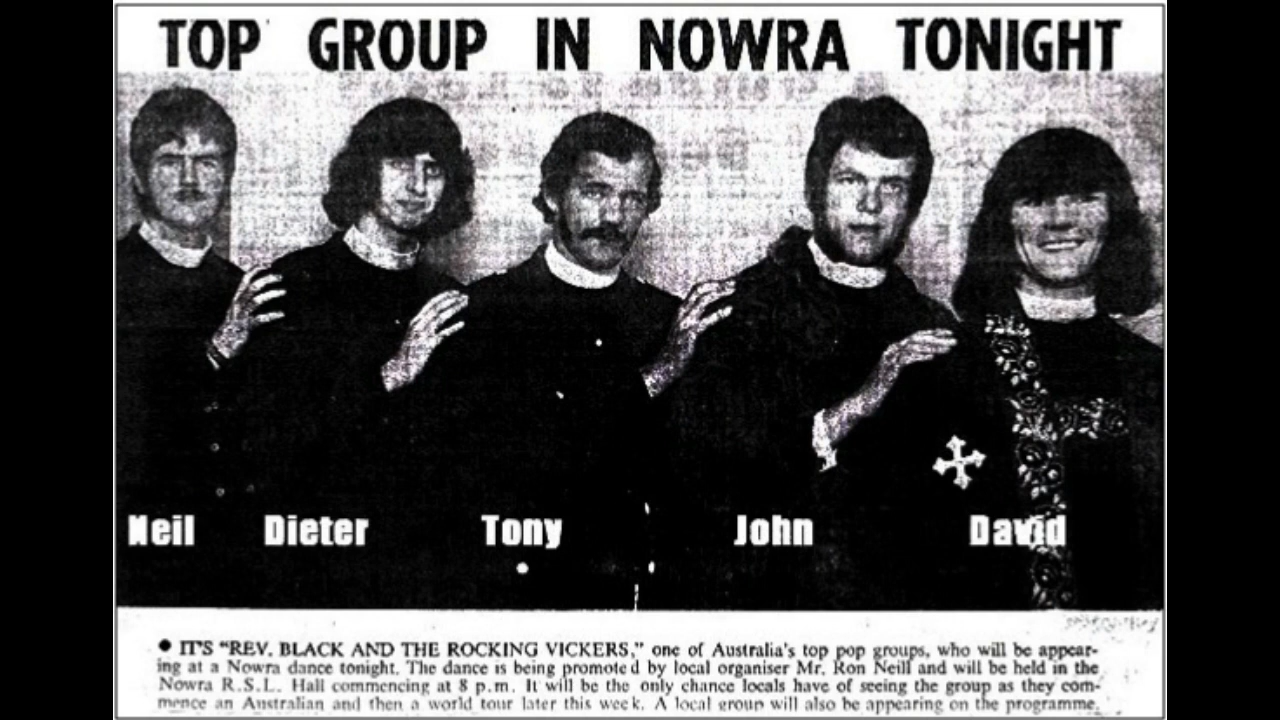 TOP GROUP IN NOWRA TONIGHT
Neil Dieter Tony John David
● IT'S "REV. BLACK AND THE ROCKING VICKERS," one of Australia's top pop groups, who will be appear-
ing at a Nowra dance tonight. The dance is being promoted by local organiser Mr. Ron Neill and will be held in the
Nowra R.S.L. Hall commencing at 8 p.m. It will be the only chance locals have of seeing the group as they com-
mence an Australian and then a world tour later this week. A local group will also be appearing on the programme.